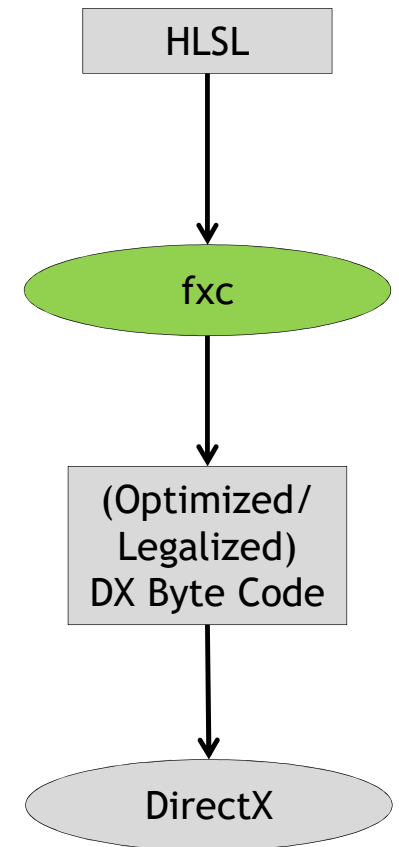 HLSL
fxc
(Optimized/
Legalized)
DX Byte Code
DirectX